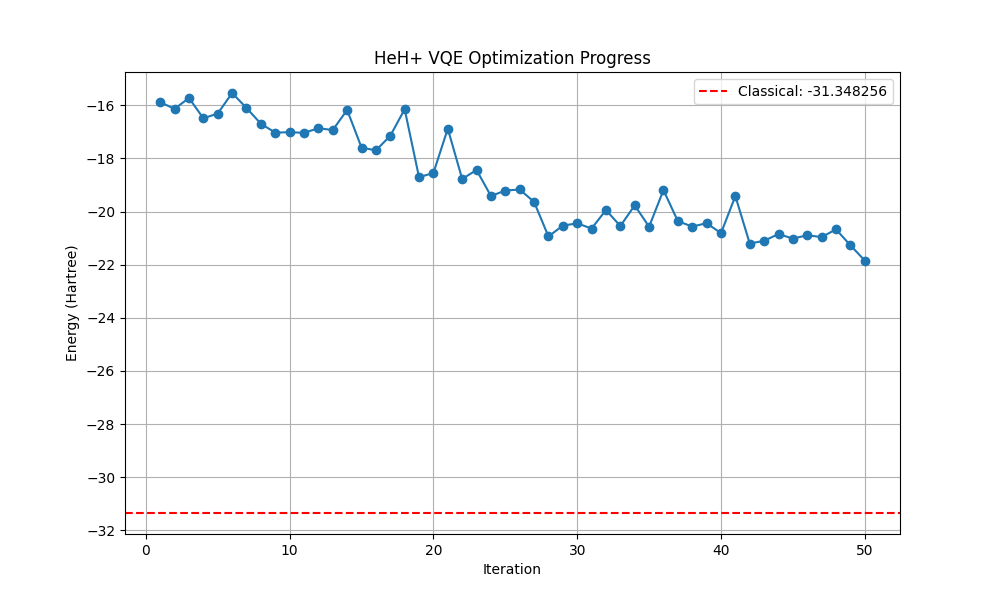 HeH+ VQE Optimization Progress
Classical: -31.348256
Energy (Hartree)
−16
−18
−20
−22
−24
−26
−28
−30
−32
0 10 20 30 40 50
Iteration